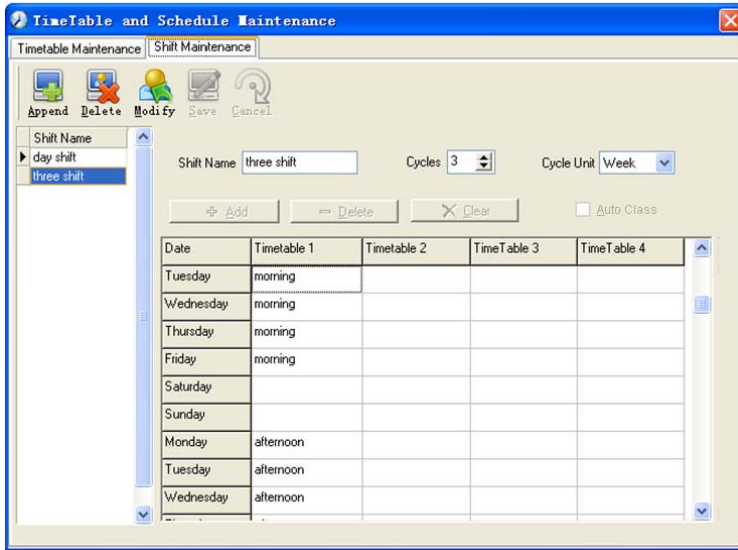 TimeTable and Schedule Maintenance
Timetable Maintenance Shift Maintenance
Append Delete Modify Save Cancel
Shift Name
day shift
three shift
Shift Name three shift Cycles 3 Cycle Unit Week
Add Delete Clear Auto Class
Date Timetable 1 Timetable 2 TimeTable 3 TimeTable 4
Tuesday morning
Wednesday morning
Thursday morning
Friday morning
Saturday
Sunday
Monday afternoon
Tuesday afternoon
Wednesday afternoon